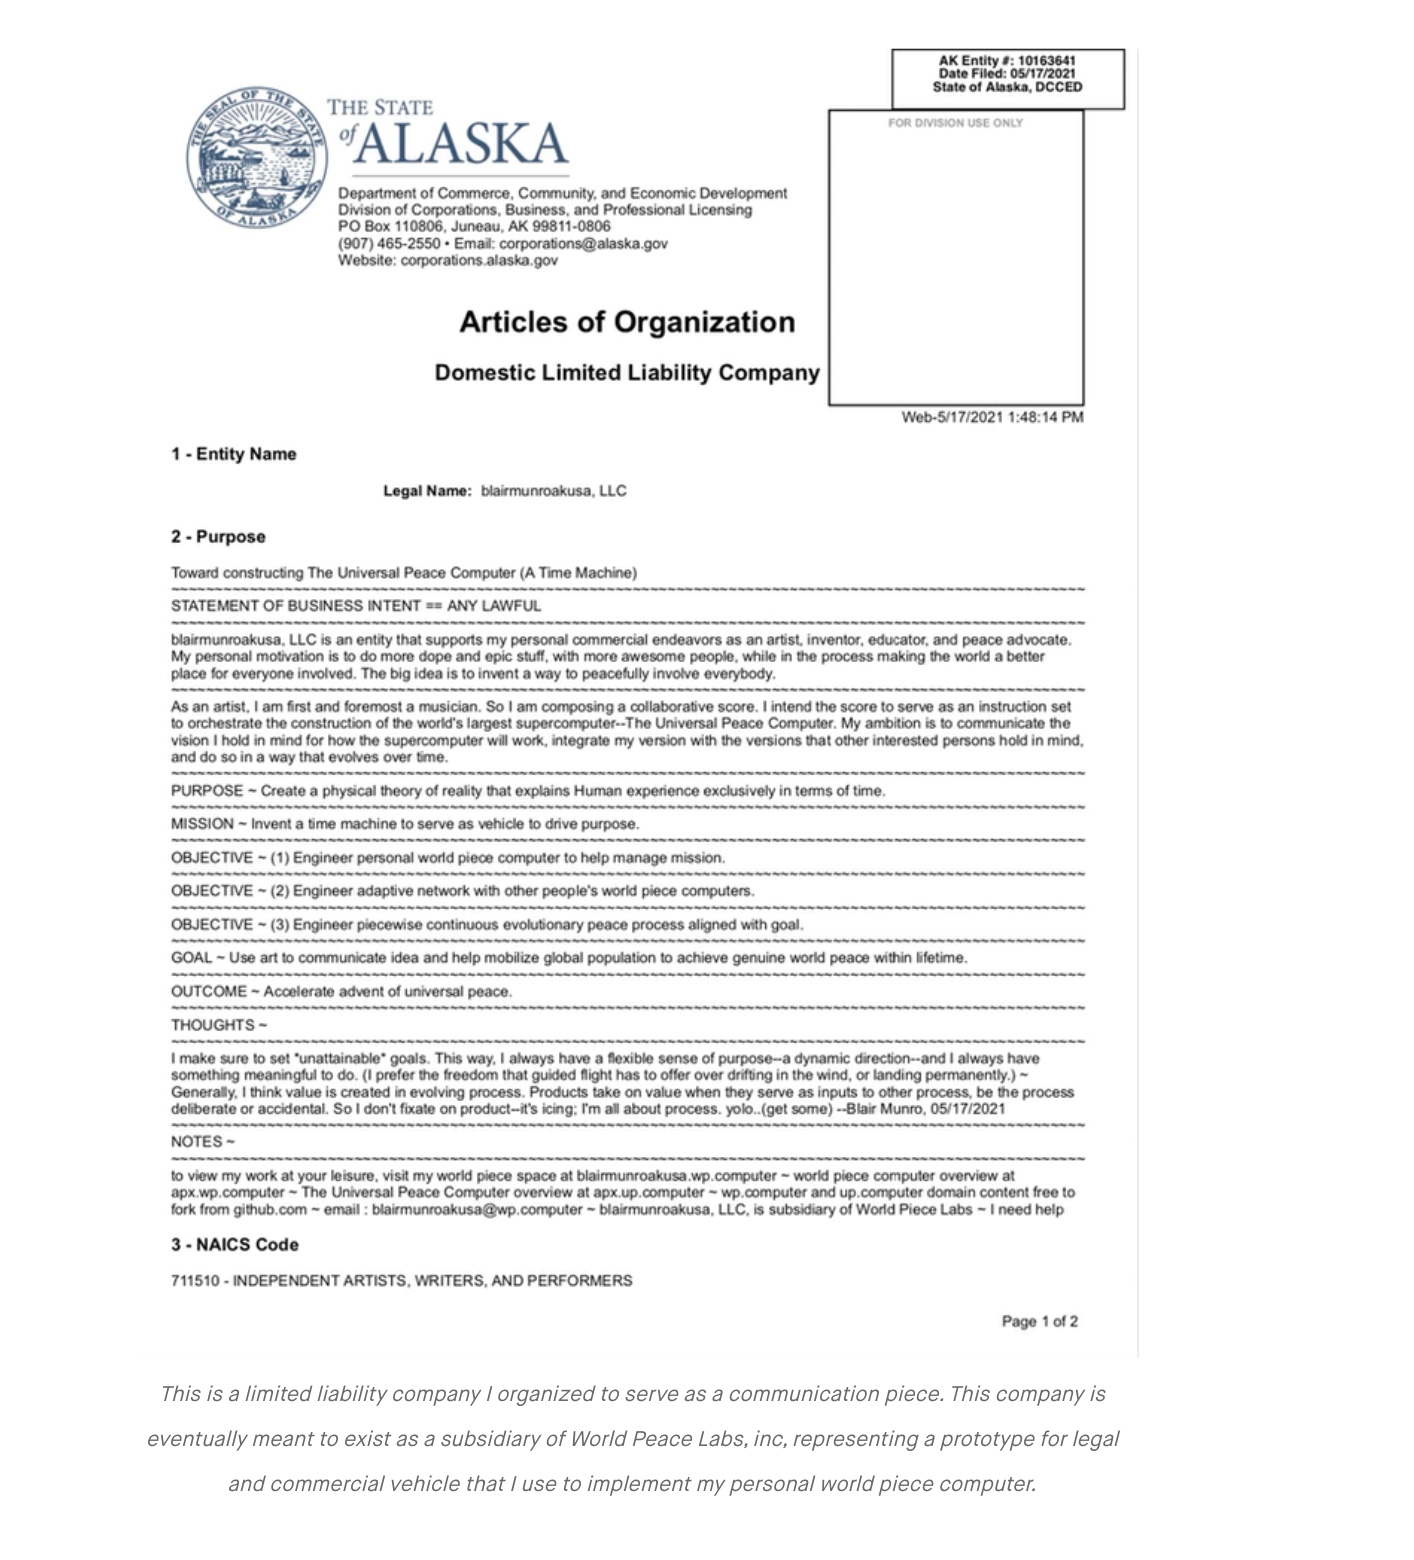 AK Entity #: 10163641
Date Filed: 05/17/2021
State of Alaska, DCCED
FOR DIVISION USE ONLY
THE SEAL OF THE STATE OF ALASKA
THE STATE
of ALASKA
Department of Commerce, Community, and Economic Development
Division of Corporations, Business, and Professional Licensing
PO Box 110806, Juneau, AK 99811-0806
(907) 465-2550 • Email: corporations@alaska.gov
Website: corporations.alaska.gov
Articles of Organization
Domestic Limited Liability Company
Web-5/17/2021 1:48:14 PM
1 - Entity Name
Legal Name: blairmunroakusa, LLC
2 - Purpose
Toward constructing The Universal Peace Computer (A Time Machine)
~~~~~~~~~~~~~~~~~~~~~~~~~~~~~~~~~~~~~~~~
STATEMENT OF BUSINESS INTENT == ANY LAWFUL
~~~~~~~~~~~~~~~~~~~~~~~~~~~~~~~~~~~~~~~~
blairmunroakusa, LLC is an entity that supports my personal commercial endeavors as an artist, inventor, educator, and peace advocate.
My personal motivation is to do more dope and epic stuff, with more awesome people, while in the process making the world a better
place for everyone involved. The big idea is to invent a way to peacefully involve everybody.
~~~~~~~~~~~~~~~~~~~~~~~~~~~~~~~~~~~~~~~~
As an artist, I am first and foremost a musician. So I am composing a collaborative score. I intend the score to serve as an instruction set
to orchestrate the construction of the world's largest supercomputer--The Universal Peace Computer. My ambition is to communicate the
vision I hold in mind for how the supercomputer will work, integrate my version with the versions that other interested persons hold in mind,
and do so in a way that evolves over time.
~~~~~~~~~~~~~~~~~~~~~~~~~~~~~~~~~~~~~~~~
PURPOSE ~ Create a physical theory of reality that explains Human experience exclusively in terms of time.
~~~~~~~~~~~~~~~~~~~~~~~~~~~~~~~~~~~~~~~~
MISSION ~ Invent a time machine to serve as vehicle to drive purpose.
~~~~~~~~~~~~~~~~~~~~~~~~~~~~~~~~~~~~~~~~
OBJECTIVE ~ (1) Engineer personal world piece computer to help manage mission.
~~~~~~~~~~~~~~~~~~~~~~~~~~~~~~~~~~~~~~~~
OBJECTIVE ~ (2) Engineer adaptive network with other people's world piece computers.
~~~~~~~~~~~~~~~~~~~~~~~~~~~~~~~~~~~~~~~~
OBJECTIVE ~ (3) Engineer piecewise continuous evolutionary peace process aligned with goal.
~~~~~~~~~~~~~~~~~~~~~~~~~~~~~~~~~~~~~~~~
GOAL ~ Use art to communicate idea and help mobilize global population to achieve genuine world peace within lifetime.
~~~~~~~~~~~~~~~~~~~~~~~~~~~~~~~~~~~~~~~~
OUTCOME ~ Accelerate advent of universal peace.
~~~~~~~~~~~~~~~~~~~~~~~~~~~~~~~~~~~~~~~~
THOUGHTS ~
~~~~~~~~~~~~~~~~~~~~~~~~~~~~~~~~~~~~~~~~
I make sure to set *unattainable* goals. This way, I always have a flexible sense of purpose--a dynamic direction--and I always have
something meaningful to do. (I prefer the freedom that guided flight has to offer over drifting in the wind, or landing permanently.) ~
Generally, I think value is created in evolving process. Products take on value when they serve as inputs to other process, be the process
deliberate or accidental. So I don't fixate on product--it's icing; I'm all about process. yolo..(get some) --Blair Munro, 05/17/2021
~~~~~~~~~~~~~~~~~~~~~~~~~~~~~~~~~~~~~~~~
NOTES ~
~~~~~~~~~~~~~~~~~~~~~~~~~~~~~~~~~~~~~~~~
to view my work at your leisure, visit my world piece space at blairmunroakusa.wp.computer ~ world piece computer overview at
apx.wp.computer ~ The Universal Peace Computer overview at apx.up.computer ~ wp.computer and up.computer domain content free to
fork from github.com ~ email : blairmunroakusa@wp.computer ~ blairmunroakusa, LLC, is subsidiary of World Piece Labs ~ I need help
3 - NAICS Code
711510 - INDEPENDENT ARTISTS, WRITERS, AND PERFORMERS
Page 1 of 2
This is a limited liability company I organized to serve as a communication piece. This company is
eventually meant to exist as a subsidiary of World Peace Labs, inc, representing a prototype for legal
and commercial vehicle that I use to implement my personal world piece computer.